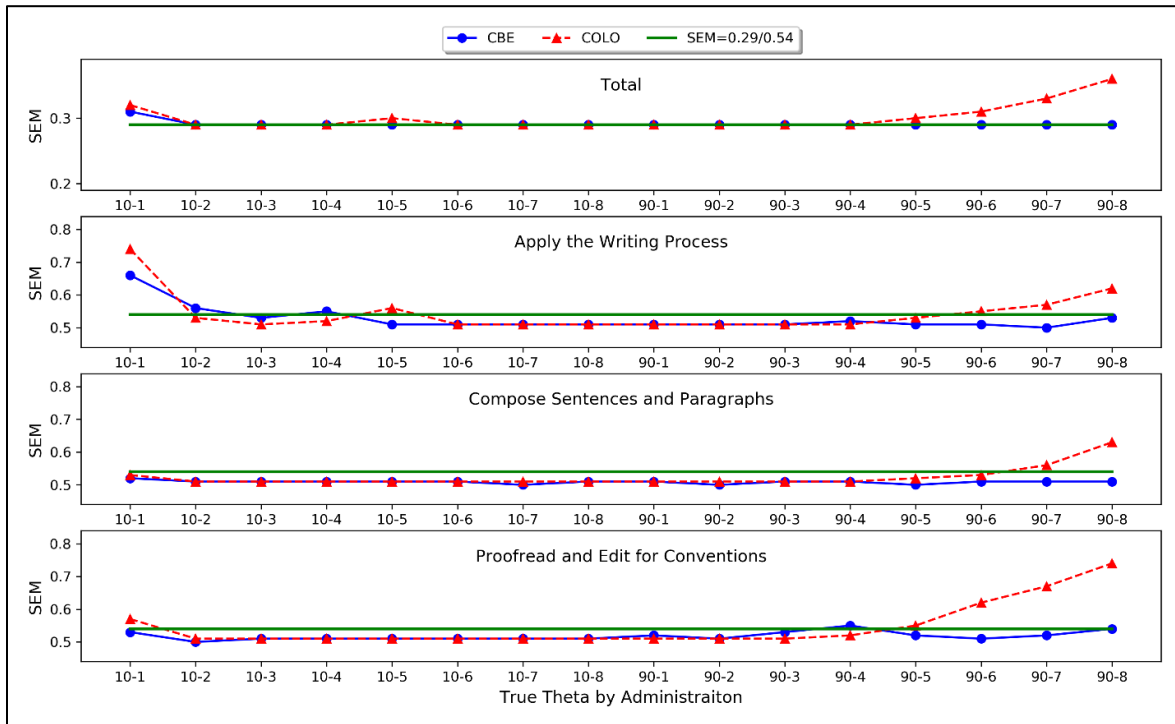 CBE COLO SEM=0.29/0.54
Total
SEM
0.3
0.2
10-1 10-2 10-3 10-4 10-5 10-6 10-7 10-8 90-1 90-2 90-3 90-4 90-5 90-6 90-7 90-8
Apply the Writing Process
SEM
0.8
0.7
0.6
0.5
10-1 10-2 10-3 10-4 10-5 10-6 10-7 10-8 90-1 90-2 90-3 90-4 90-5 90-6 90-7 90-8
Compose Sentences and Paragraphs
SEM
0.8
0.7
0.6
0.5
10-1 10-2 10-3 10-4 10-5 10-6 10-7 10-8 90-1 90-2 90-3 90-4 90-5 90-6 90-7 90-8
Proofread and Edit for Conventions
SEM
0.8
0.7
0.6
0.5
10-1 10-2 10-3 10-4 10-5 10-6 10-7 10-8 90-1 90-2 90-3 90-4 90-5 90-6 90-7 90-8
True Theta by Administraiton